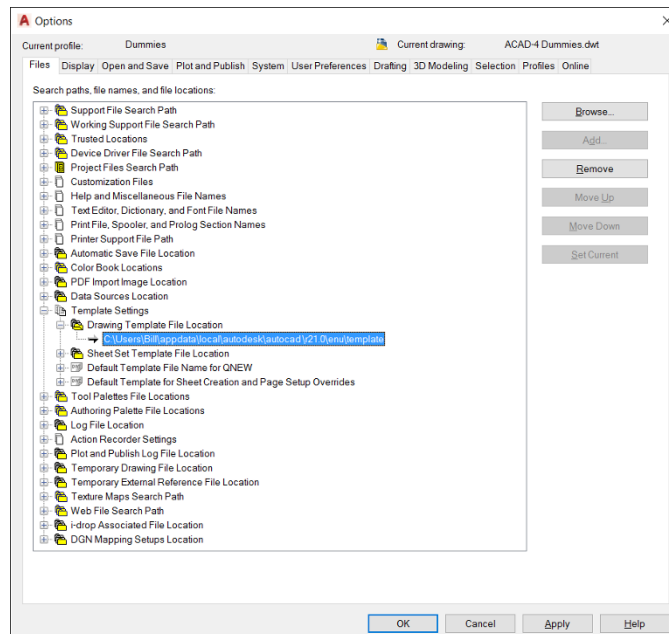 A Options
Current profile: Dummies Current drawing: ACAD-4 Dummies.dwt
Files Display Open and Save Plot and Publish System User Preferences Drafting 3D Modeling Selection Profiles Online
Search paths, file names, and file locations:
Support File Search Path
Working Support File Search Path
Trusted Locations
Device Driver File Search Path
Project Files Search Path
Customization Files
Help and Miscellaneous File Names
Text Editor, Dictionary, and Font File Names
Print File, Spooler, and Prolog Section Names
Printer Support File Path
Automatic Save File Location
Color Book Locations
PDF Import Image Location
Data Sources Location
Template Settings
Drawing Template File Location
C:\Users\Bill\appdata\local\autodesk\autocad\r21.0\enu\template
Sheet Set Template File Location
Default Template File Name for QNEW
Default Template for Sheet Creation and Page Setup Overrides
Tool Palettes File Locations
Authoring Palette File Locations
Log File Location
Action Recorder Settings
Plot and Publish Log File Location
Temporary Drawing File Location
Temporary External Reference File Location
Texture Maps Search Path
Web File Search Path
i-drop Associated File Location
DGN Mapping Setups Location
Browse...
Add...
Remove
Move Up
Move Down
Set Current
OK Cancel Apply Help